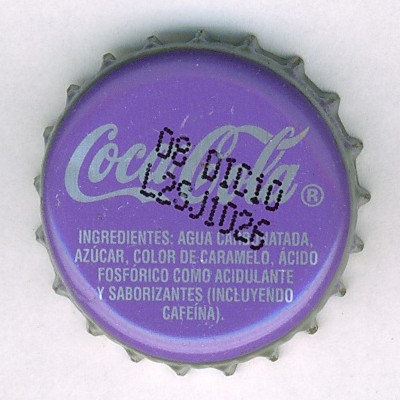 Coca-Cola®
08 DIC10
L2SJ1026
INGREDIENTES: AGUA CARBONATADA,
AZÚCAR, COLOR DE CARAMELO, ÁCIDO
FOSFÓRICO COMO ACIDULANTE
Y SABORIZANTES (INCLUYENDO
CAFEÍNA).